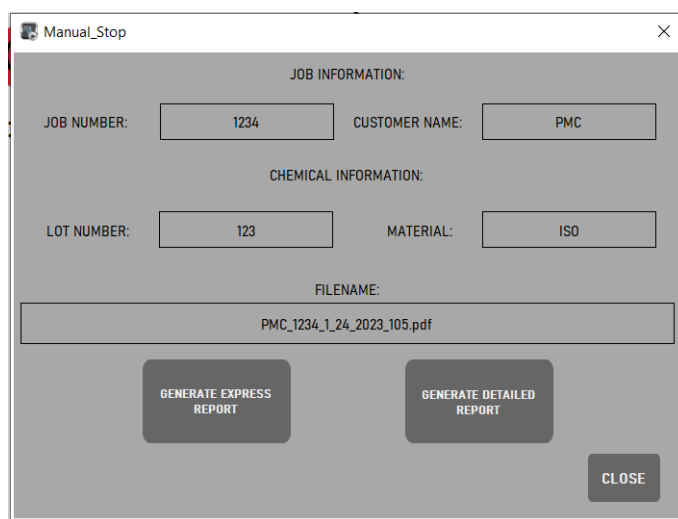 Manual_Stop
JOB INFORMATION:
JOB NUMBER: 1234 CUSTOMER NAME: PMC
CHEMICAL INFORMATION:
LOT NUMBER: 123 MATERIAL: ISO
FILENAME:
PMC_1234_1_24_2023_105.pdf
GENERATE EXPRESS GENERATE DETAILED
REPORT REPORT
CLOSE